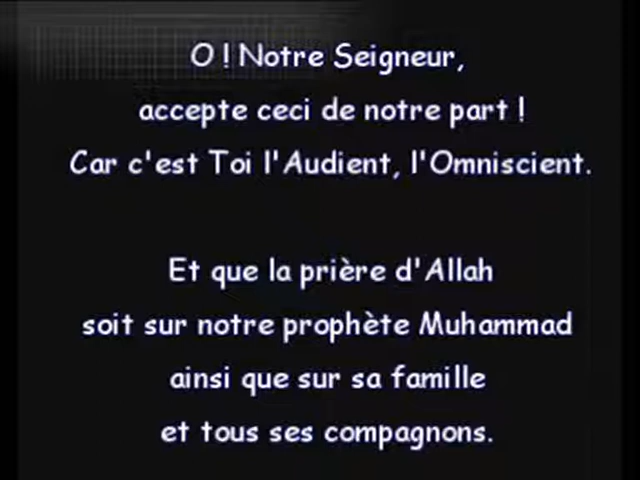 O ! Notre Seigneur,
accepte ceci de notre part !
Car c'est Toi l'Audient, l'Omniscient.
Et que la prière d'Allah
soit sur notre prophète Muhammad
ainsi que sur sa famille
et tous ses compagnons.